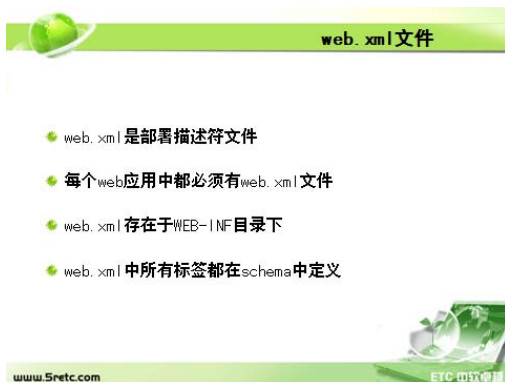 web.xml文件
web.xml是部署描述符文件
每个web应用中都必须有web.xml文件
web.xml存在于WEB-INF目录下
web.xml中所有标签都在schema中定义
www.5retc.com
ETC 中软卓越